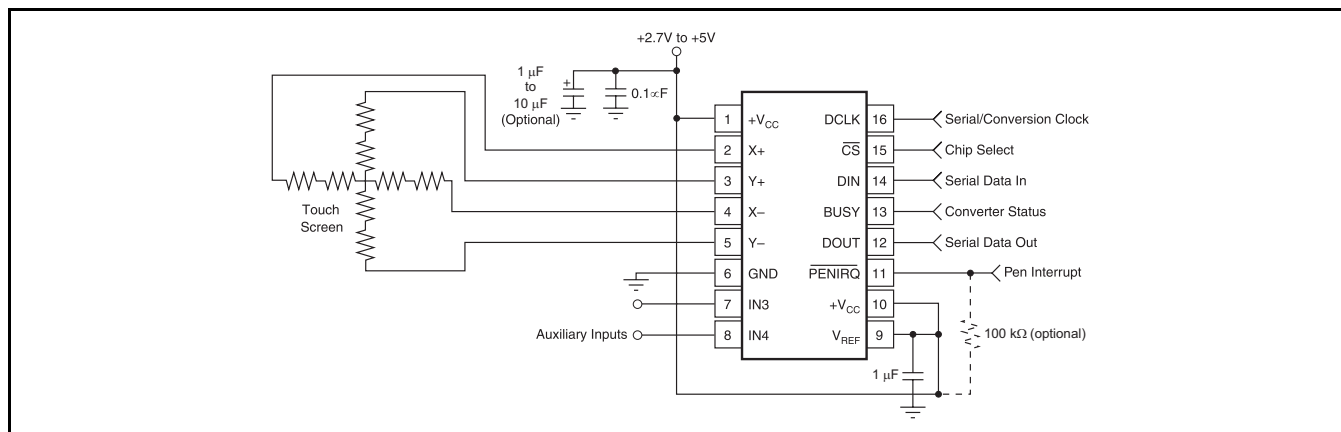 +2.7V to +5V
1 μF
to
10 μF
(Optional)
+
0.1∝F
1 +VCC DCLK 16 Serial/Conversion Clock
2 X+ C̅S̅ 15 Chip Select
3 Y+ DIN 14 Serial Data In
Touch
Screen
4 X– BUSY 13 Converter Status
5 Y– DOUT 12 Serial Data Out
6 GND P̅E̅N̅I̅R̅Q̅ 11 Pen Interrupt
7 IN3 +VCC 10
Auxiliary Inputs 8 IN4 VREF 9 100 kΩ (optional)
1 μF